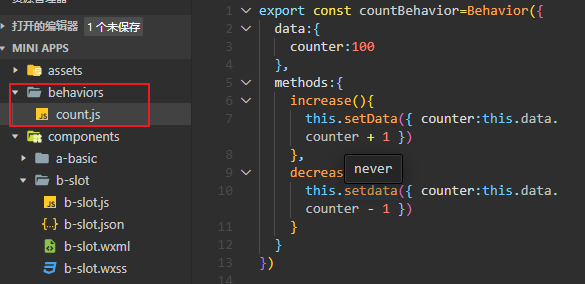 打开的编辑器 1 个未保存
MINI APPS
assets
behaviors
count.js
components
a-basic
b-slot
b-slot.js
b-slot.json
b-slot.wxml
b-slot.wxss
1 export const countBehavior=Behavior({
2 data:{
3 counter:100
4 },
5 methods:{
6 increase(){
7 this.setData({ counter:this.data.
counter + 1 })
8 },
9 decreas
never
10 this.setdata({ counter:this.data.
counter - 1 })
11 }
12 }
13 })
14